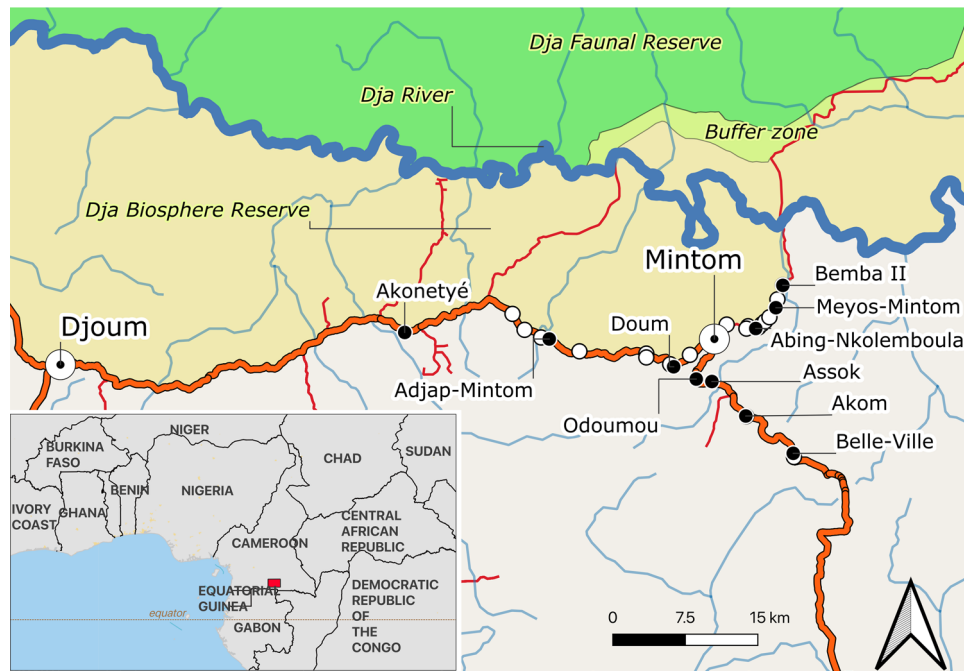 Dja Faunal Reserve
Dja River
Buffer zone
Dja Biosphere Reserve
Mintom
Bemba II
Akonetyé
Meyos-Mintom
Djoum
Doum
Abing-Nkolemboula
Assok
Adjap-Mintom
Akom
Odoumou
Belle-Ville
NIGER
BURKINA
FASO
CHAD
SUDAN
BENIN
NIGERIA
IVORY
COAST
GHANA
CENTRAL
AFRICAN
REPUBLIC
CAMEROON
EQUATORIAL
GUINEA
DEMOCRATIC
REPUBLIC
OF
THE
CONGO
equator
GABON
0 7.5 15 km